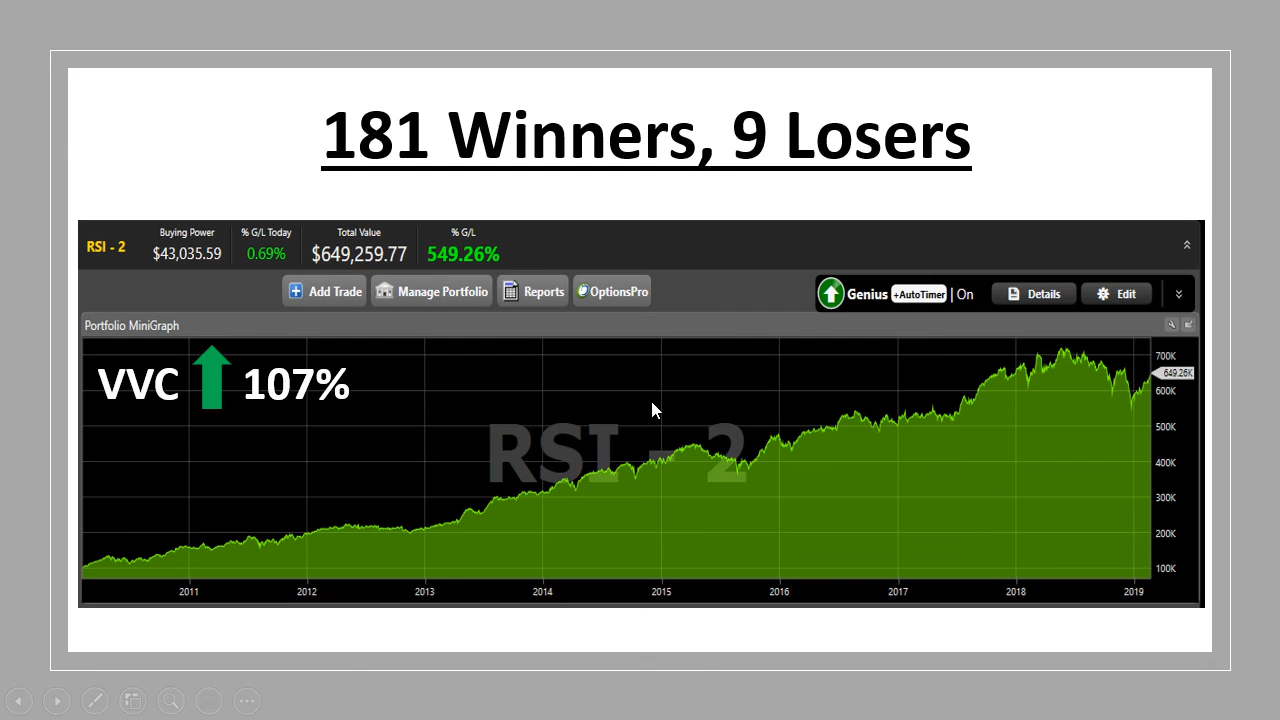 181 Winners, 9 Losers
RSI - 2
Buying Power
$43,035.59
% G/L Today
0.69%
Total Value
$649,259.77
% G/L
549.26%
Add Trade
Manage Portfolio
Reports
OptionsPro
Genius +AutoTimer | On
Details
Edit
Portfolio MiniGraph
VVC 107%
RSI - 2
700K
649.26K
600K
500K
400K
300K
200K
100K
2011 2012 2013 2014 2015 2016 2017 2018 2019